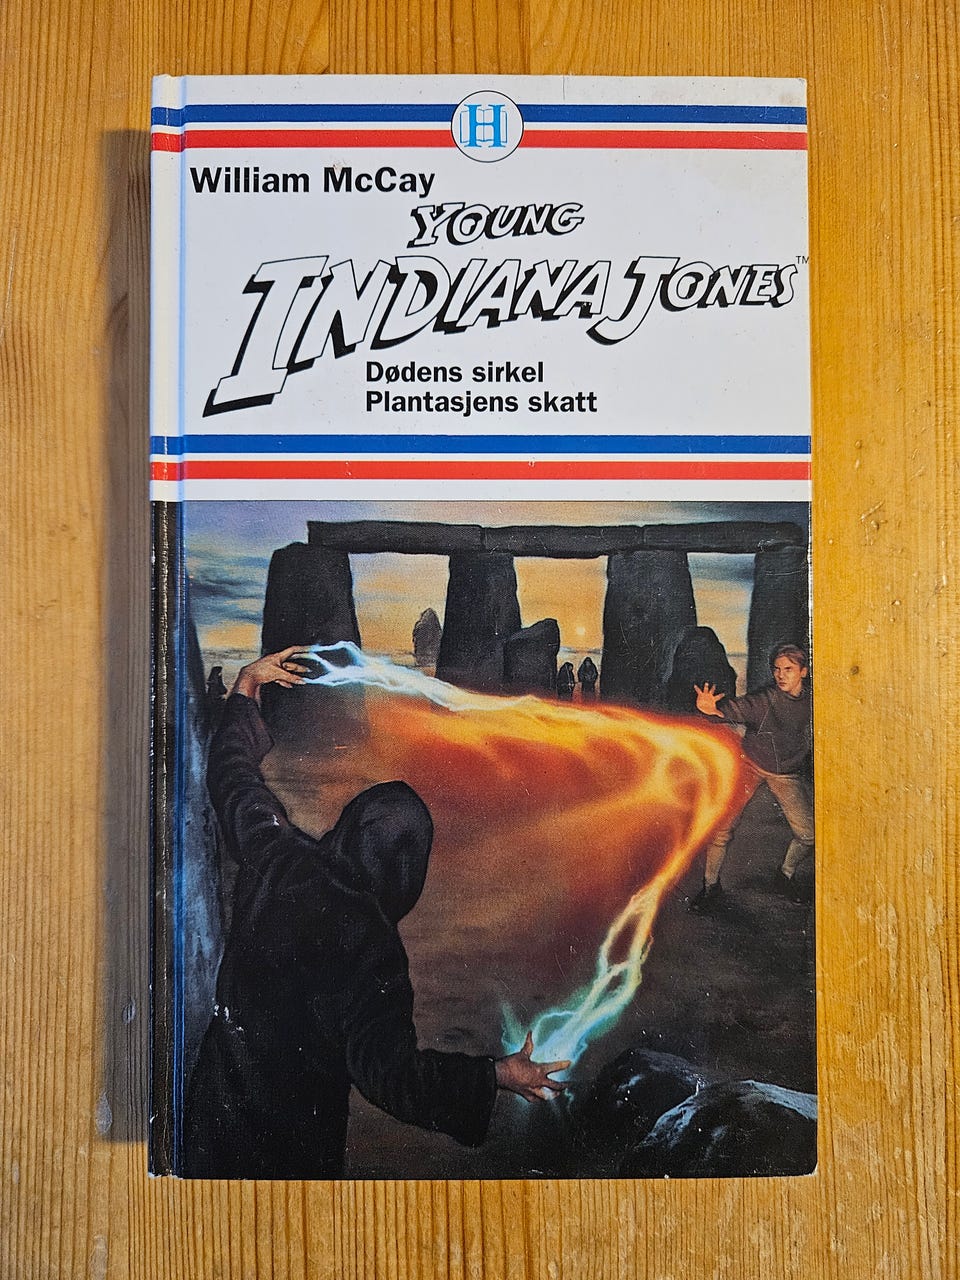 H
William McCay
YOUNG
INDIANA JONES™
Dødens sirkel
Plantasjens skatt